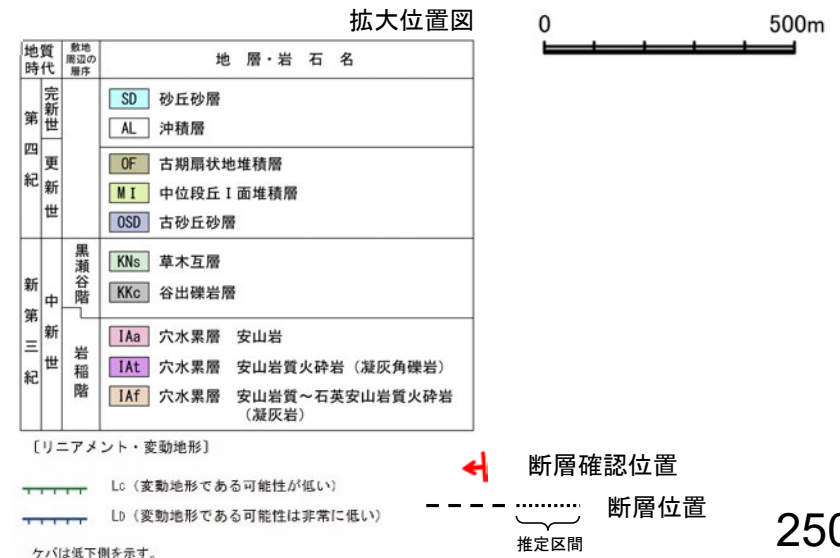 拡大位置図
0 500m
地質時代 敷地周辺の層序 地 層・岩 石 名
第四紀 完新世 SD 砂丘砂層
AL 沖積層
更新世 OF 古期扇状地堆積層
MⅠ 中位段丘Ⅰ面堆積層
OSD 古砂丘砂層
新第三紀 中新世 黒瀬谷階 KNs 草木互層
KKc 谷出礫岩層
岩稲階 IAa 穴水累層 安山岩
IAt 穴水累層 安山岩質火砕岩（凝灰角礫岩）
IAf 穴水累層 安山岩質～石英安山岩質火砕岩
（凝灰岩）
〔リニアメント・変動地形〕
LC（変動地形である可能性が低い）
LD（変動地形である可能性は非常に低い）
ケバは低下側を示す。
断層確認位置
断層位置
推定区間
250